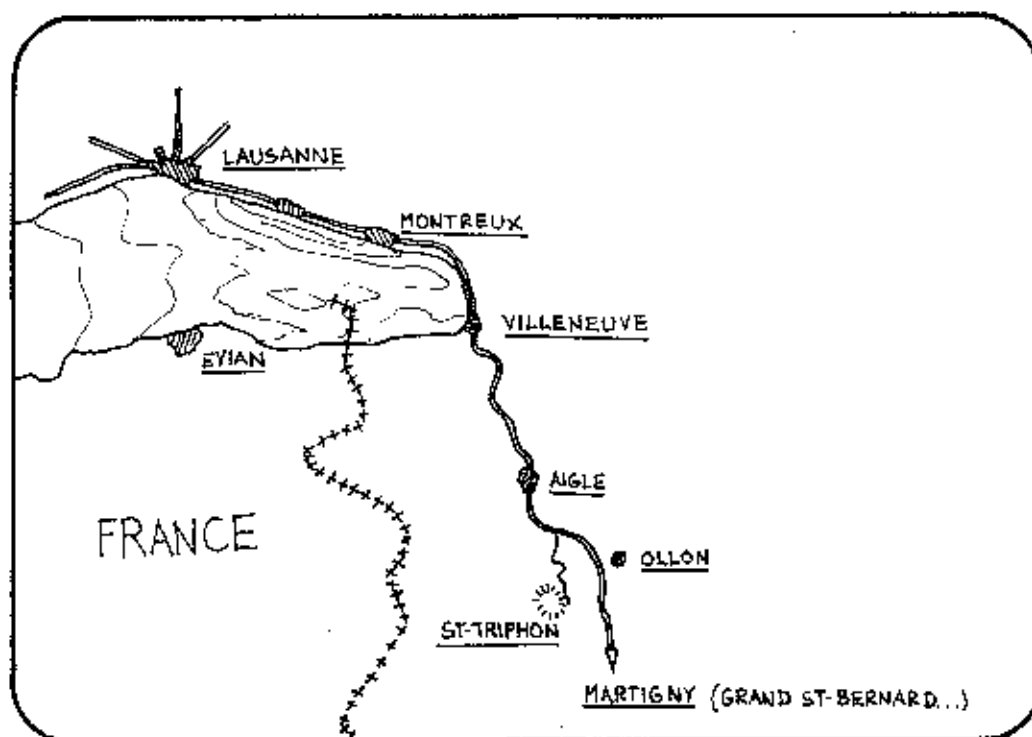 LAUSANNE
MONTREUX
VILLENEUVE
EVIAN
AIGLE
FRANCE
OLLON
ST-TRIPHON
MARTIGNY (GRAND ST-BERNARD...)